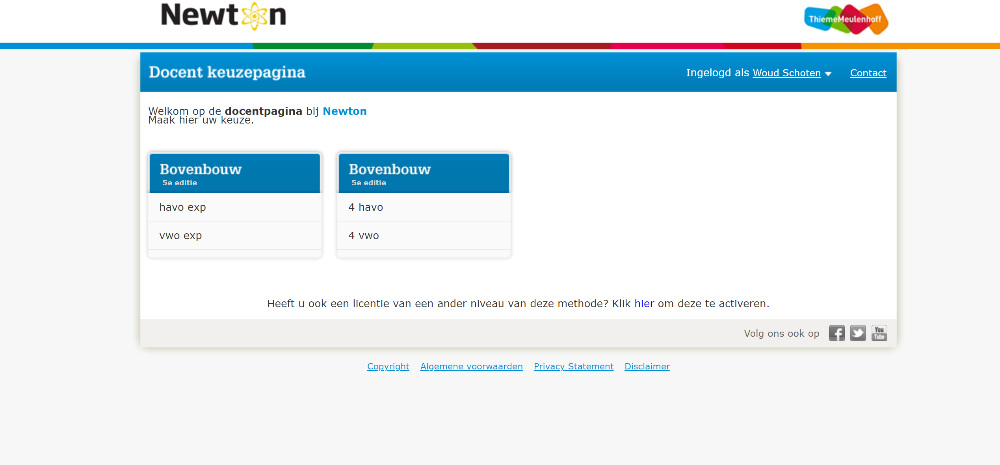 Newton
ThiemeMeulenhoff
Docent keuzepagina
Ingelogd als Woud Schoten
Contact
Welkom op de docentpagina bij Newton
Maak hier uw keuze.
Bovenbouw
5e editie
havo exp
vwo exp
Bovenbouw
5e editie
4 havo
4 vwo
Heeft u ook een licentie van een ander niveau van deze methode? Klik hier om deze te activeren.
Volg ons ook op
You
Tube
Copyright Algemene voorwaarden Privacy Statement Disclaimer